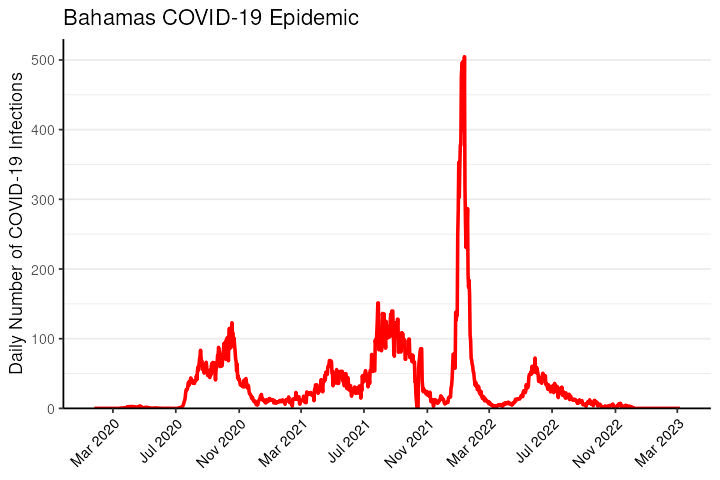 Bahamas COVID-19 Epidemic
Daily Number of COVID-19 Infections
500
400
300
200
100
0
Mar 2020
Jul 2020
Nov 2020
Mar 2021
Jul 2021
Nov 2021
Mar 2022
Jul 2022
Nov 2022
Mar 2023